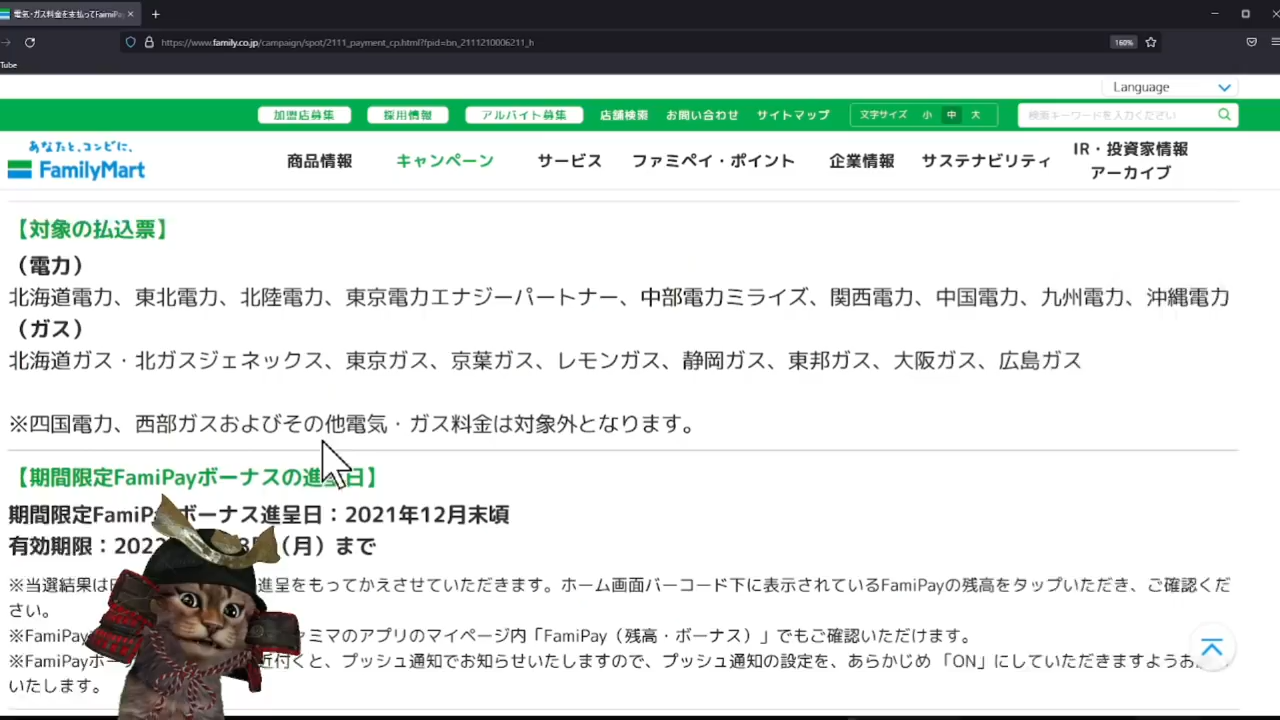 電気・ガス料金を支払ってFamiPay
https://www.family.co.jp/campaign/spot/2111_payment_cp.html?fpid=bn_2111210006211_h
160%
Tube
Language
加盟店募集 採用情報 アルバイト募集 店舗検索 お問い合わせ サイトマップ 文字サイズ 小 中 大 検索キーワードを入力ください
あなたと、コンビに、
FamilyMart
商品情報 キャンペーン サービス ファミペイ・ポイント 企業情報 サステナビリティ IR・投資家情報
アーカイブ
【対象の払込票】
（電力）
北海道電力、東北電力、北陸電力、東京電力エナジーパートナー、中部電力ミライズ、関西電力、中国電力、九州電力、沖縄電力
（ガス）
北海道ガス・北ガスジェネックス、東京ガス、京葉ガス、レモンガス、静岡ガス、東邦ガス、大阪ガス、広島ガス
※四国電力、西部ガスおよびその他電気・ガス料金は対象外となります。
【期間限定FamiPayボーナスの進呈日】
期間限定FamiPayボーナス進呈日：2021年12月末頃
有効期限：202 （月）まで
※当選結果は 進呈をもってかえさせていただきます。ホーム画面バーコード下に表示されているFamiPayの残高をタップいただき、ご確認くだ
さい。
※FamiPay ミマのアプリのマイページ内「FamiPay（残高・ボーナス）」でもご確認いただけます。
※FamiPayボー 近付くと、プッシュ通知でお知らせいたしますので、プッシュ通知の設定を、あらかじめ「ON」にしていただきますようお
いたします。